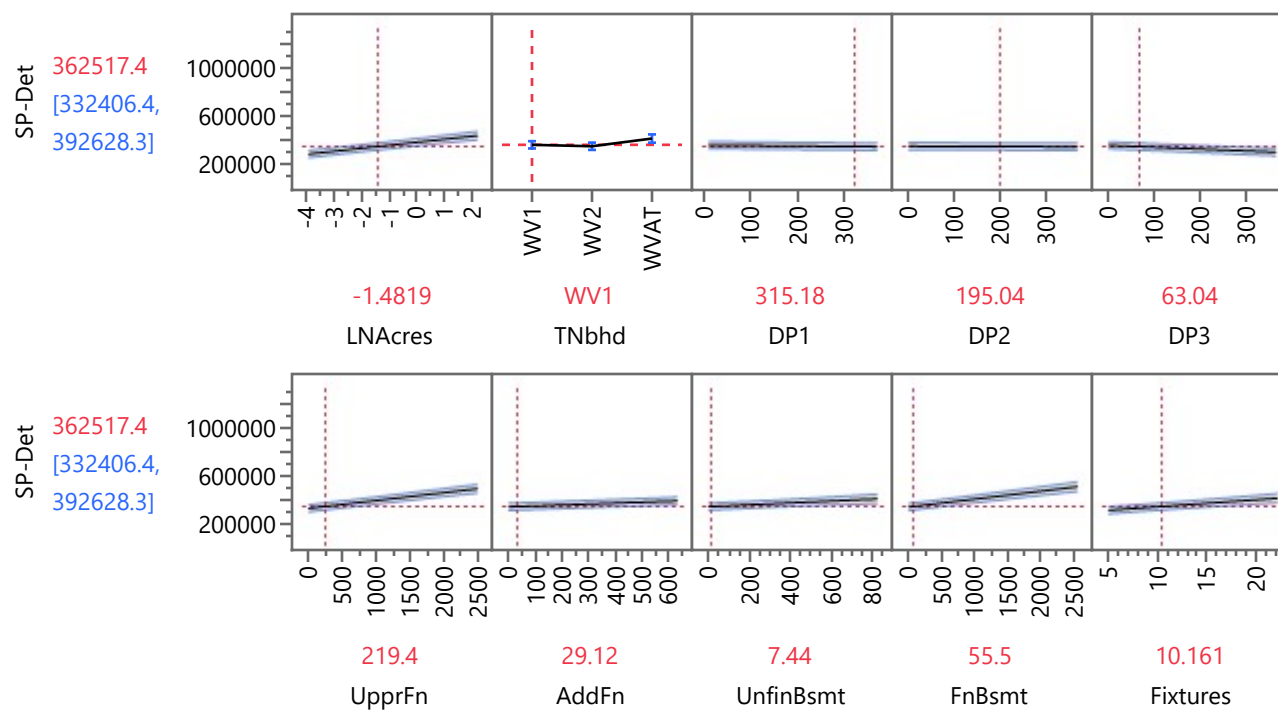 SP-Det
362517.4
[332406.4,
392628.3]
1000000
600000
200000
-4 -3 -2 -1 0 1 2
WV1 WV2 WVAT
0 100 200 300
0 100 200 300
0 100 200 300
-1.4819 WV1 315.18 195.04 63.04
LNAcres TNbhd DP1 DP2 DP3
SP-Det
362517.4
[332406.4,
392628.3]
1000000
600000
200000
0 500 1000 1500 2000 2500
0 100 200 300 400 500 600
0 200 400 600 800
0 500 1000 1500 2000 2500
5 10 15 20
219.4 29.12 7.44 55.5 10.161
UpprFn AddFn UnfinBsmt FnBsmt Fixtures